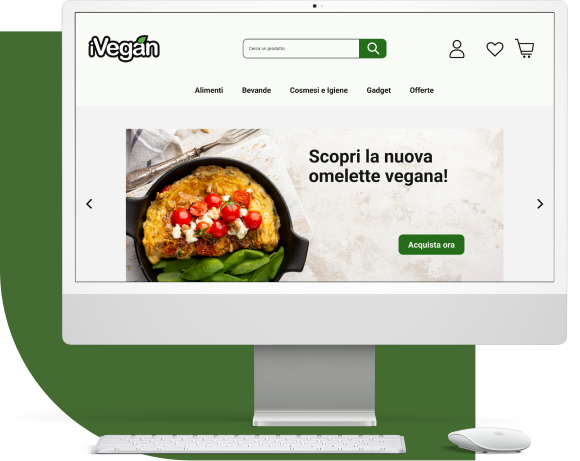 iVegan
Cerca un prodotto
Alimenti Bevande Cosmesi e Igiene Gadget Offerte
Scopri la nuova
omelette vegana!
Acquista ora